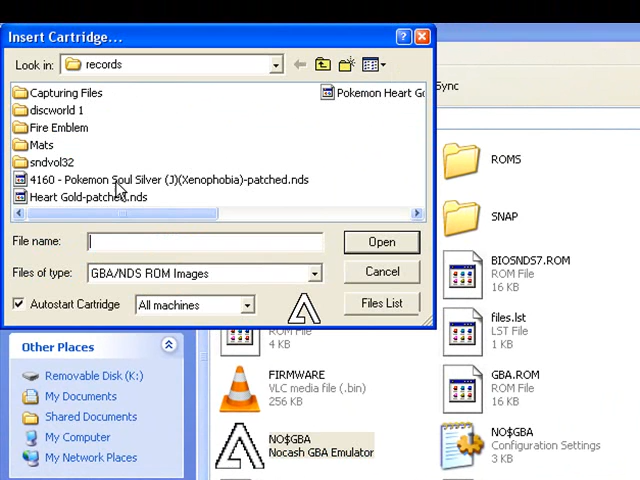 Insert Cartridge...
Look in: records
Capturing Files
discworld 1
Fire Emblem
Mats
sndvol32
4160 - Pokemon Soul Silver (J)(Xenophobia)-patched.nds
Heart Gold-patched.nds
Pokemon Heart Go
File name:
Open
Files of type: GBA/NDS ROM Images
Cancel
Autostart Cartridge
All machines
Files List
Sync
ROMS
SNAP
BIOSNDS7.ROM
ROM File
16 KB
files.lst
LST File
1 KB
ROM File
4 KB
FIRMWARE
VLC media file (.bin)
256 KB
GBA.ROM
ROM File
16 KB
NO$GBA
Nocash GBA Emulator
NO$GBA
Configuration Settings
3 KB
Other Places
Removable Disk (K:)
My Documents
Shared Documents
My Computer
My Network Places